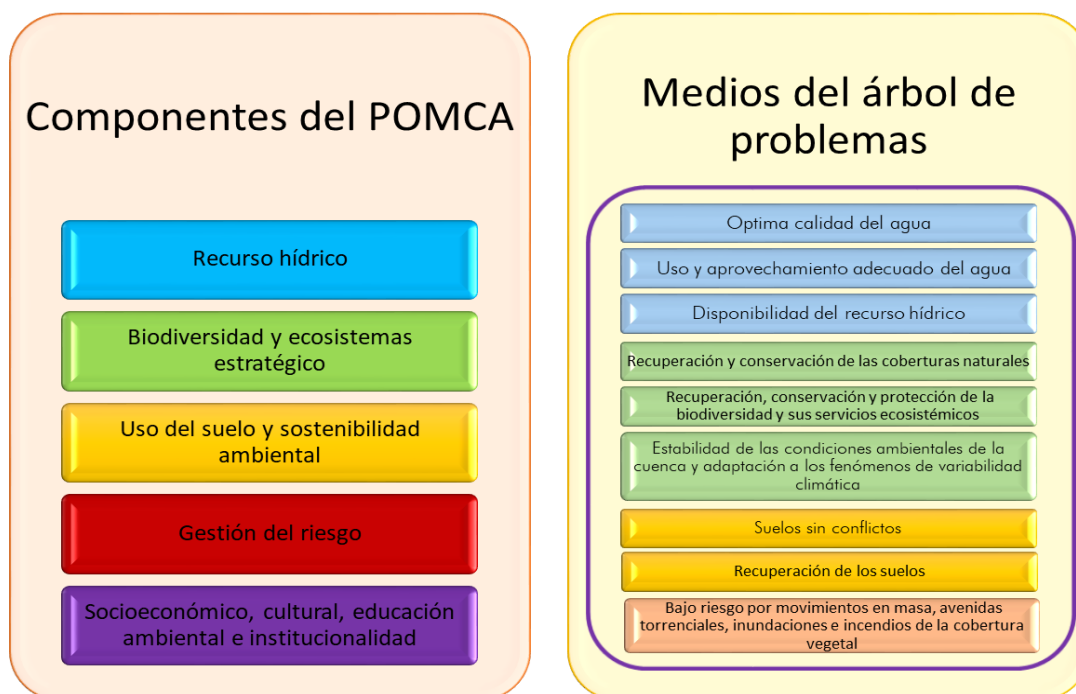 Componentes del POMCA
Recurso hídrico
Biodiversidad y ecosistemas
estratégico
Uso del suelo y sostenibilidad
ambiental
Gestión del riesgo
Socioeconómico, cultural, educación
ambiental e institucionalidad
Medios del árbol de
problemas
Optima calidad del agua
Uso y aprovechamiento adecuado del agua
Disponibilidad del recurso hídrico
Recuperación y conservación de las coberturas naturales
Recuperación, conservación y protección de la
biodiversidad y sus servicios ecosistémicos
Estabilidad de las condiciones ambientales de la
cuenca y adaptación a los fenómenos de variabilidad
climática
Suelos sin conflictos
Recuperación de los suelos
Bajo riesgo por movimientos en masa, avenidas
torrenciales, inundaciones e incendios de la cobertura
vegetal